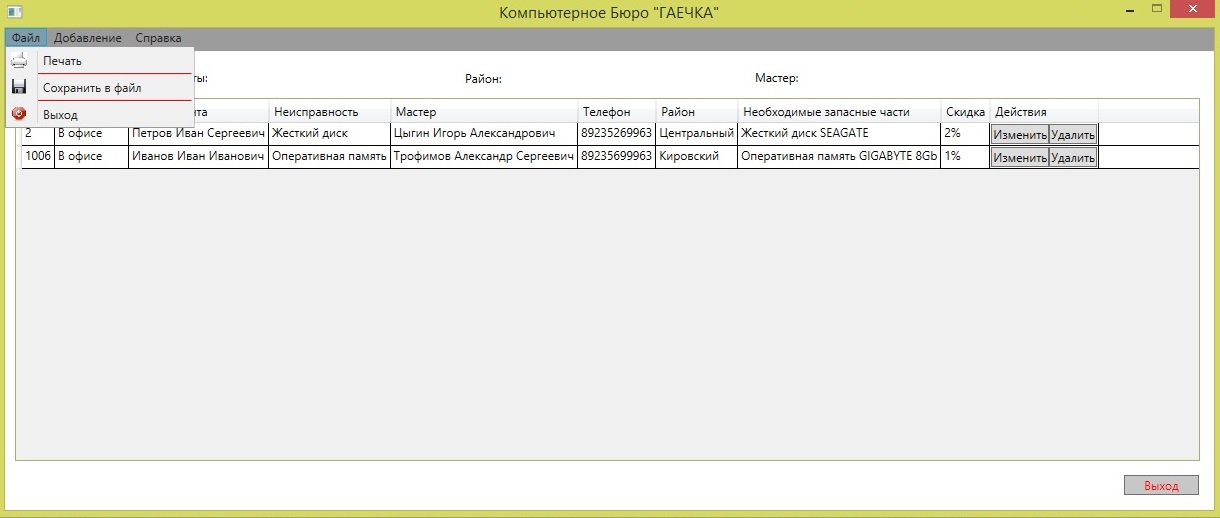 Компьютерное Бюро "ГАЕЧКА"
Файл Добавление Справка
Печать
Сохранить в файл
Выход
ты: Район: Мастер:
нта Неисправность Мастер Телефон Район Необходимые запасные части Скидка Действия
2 В офисе Петров Иван Сергеевич Жесткий диск Цыгин Игорь Александрович 89235269963 Центральный Жесткий диск SEAGATE 2% Изменить Удалить
1006 В офисе Иванов Иван Иванович Оперативная память Трофимов Александр Сергеевич 89235699963 Кировский Оперативная память GIGABYTE 8Gb 1% Изменить Удалить
Выход